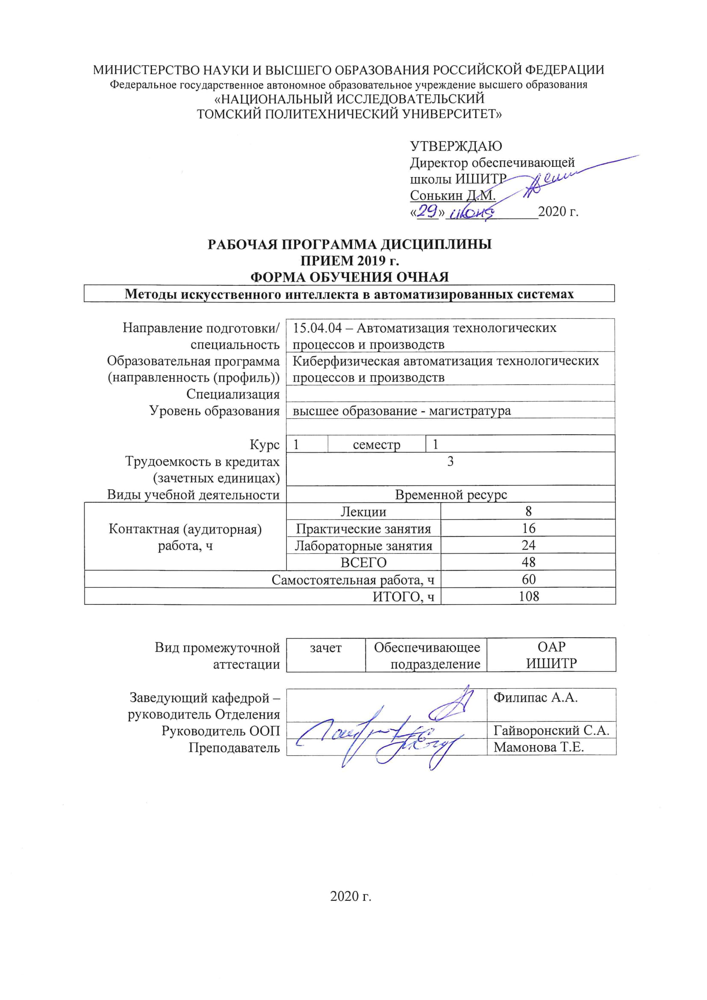 МИНИСТЕРСТВО НАУКИ И ВЫСШЕГО ОБРАЗОВАНИЯ РОССИЙСКОЙ ФЕДЕРАЦИИ
Федеральное государственное автономное образовательное учреждение высшего образования
«НАЦИОНАЛЬНЫЙ ИССЛЕДОВАТЕЛЬСКИЙ
ТОМСКИЙ ПОЛИТЕХНИЧЕСКИЙ УНИВЕРСИТЕТ»
УТВЕРЖДАЮ
Директор обеспечивающей
школы ИШИТР
Сонькин Д.М.
«29» июня 2020 г.
РАБОЧАЯ ПРОГРАММА ДИСЦИПЛИНЫ
ПРИЕМ 2019 г.
ФОРМА ОБУЧЕНИЯ ОЧНАЯ
Методы искусственного интеллекта в автоматизированных системах
Направление подготовки/ 15.04.04 – Автоматизация технологических
специальность процессов и производств
Образовательная программа Киберфизическая автоматизация технологических
(направленность (профиль)) процессов и производств
Специализация
Уровень образования высшее образование - магистратура
Курс 1 семестр 1
Трудоемкость в кредитах 3
(зачетных единицах)
Виды учебной деятельности Временной ресурс
Лекции 8
Контактная (аудиторная) Практические занятия 16
работа, ч Лабораторные занятия 24
ВСЕГО 48
Самостоятельная работа, ч 60
ИТОГО, ч 108
Вид промежуточной зачет Обеспечивающее ОАР
аттестации подразделение ИШИТР
Заведующий кафедрой – Филипас А.А.
руководитель Отделения
Руководитель ООП Гайворонский С.А.
Преподаватель Мамонова Т.Е.
2020 г.